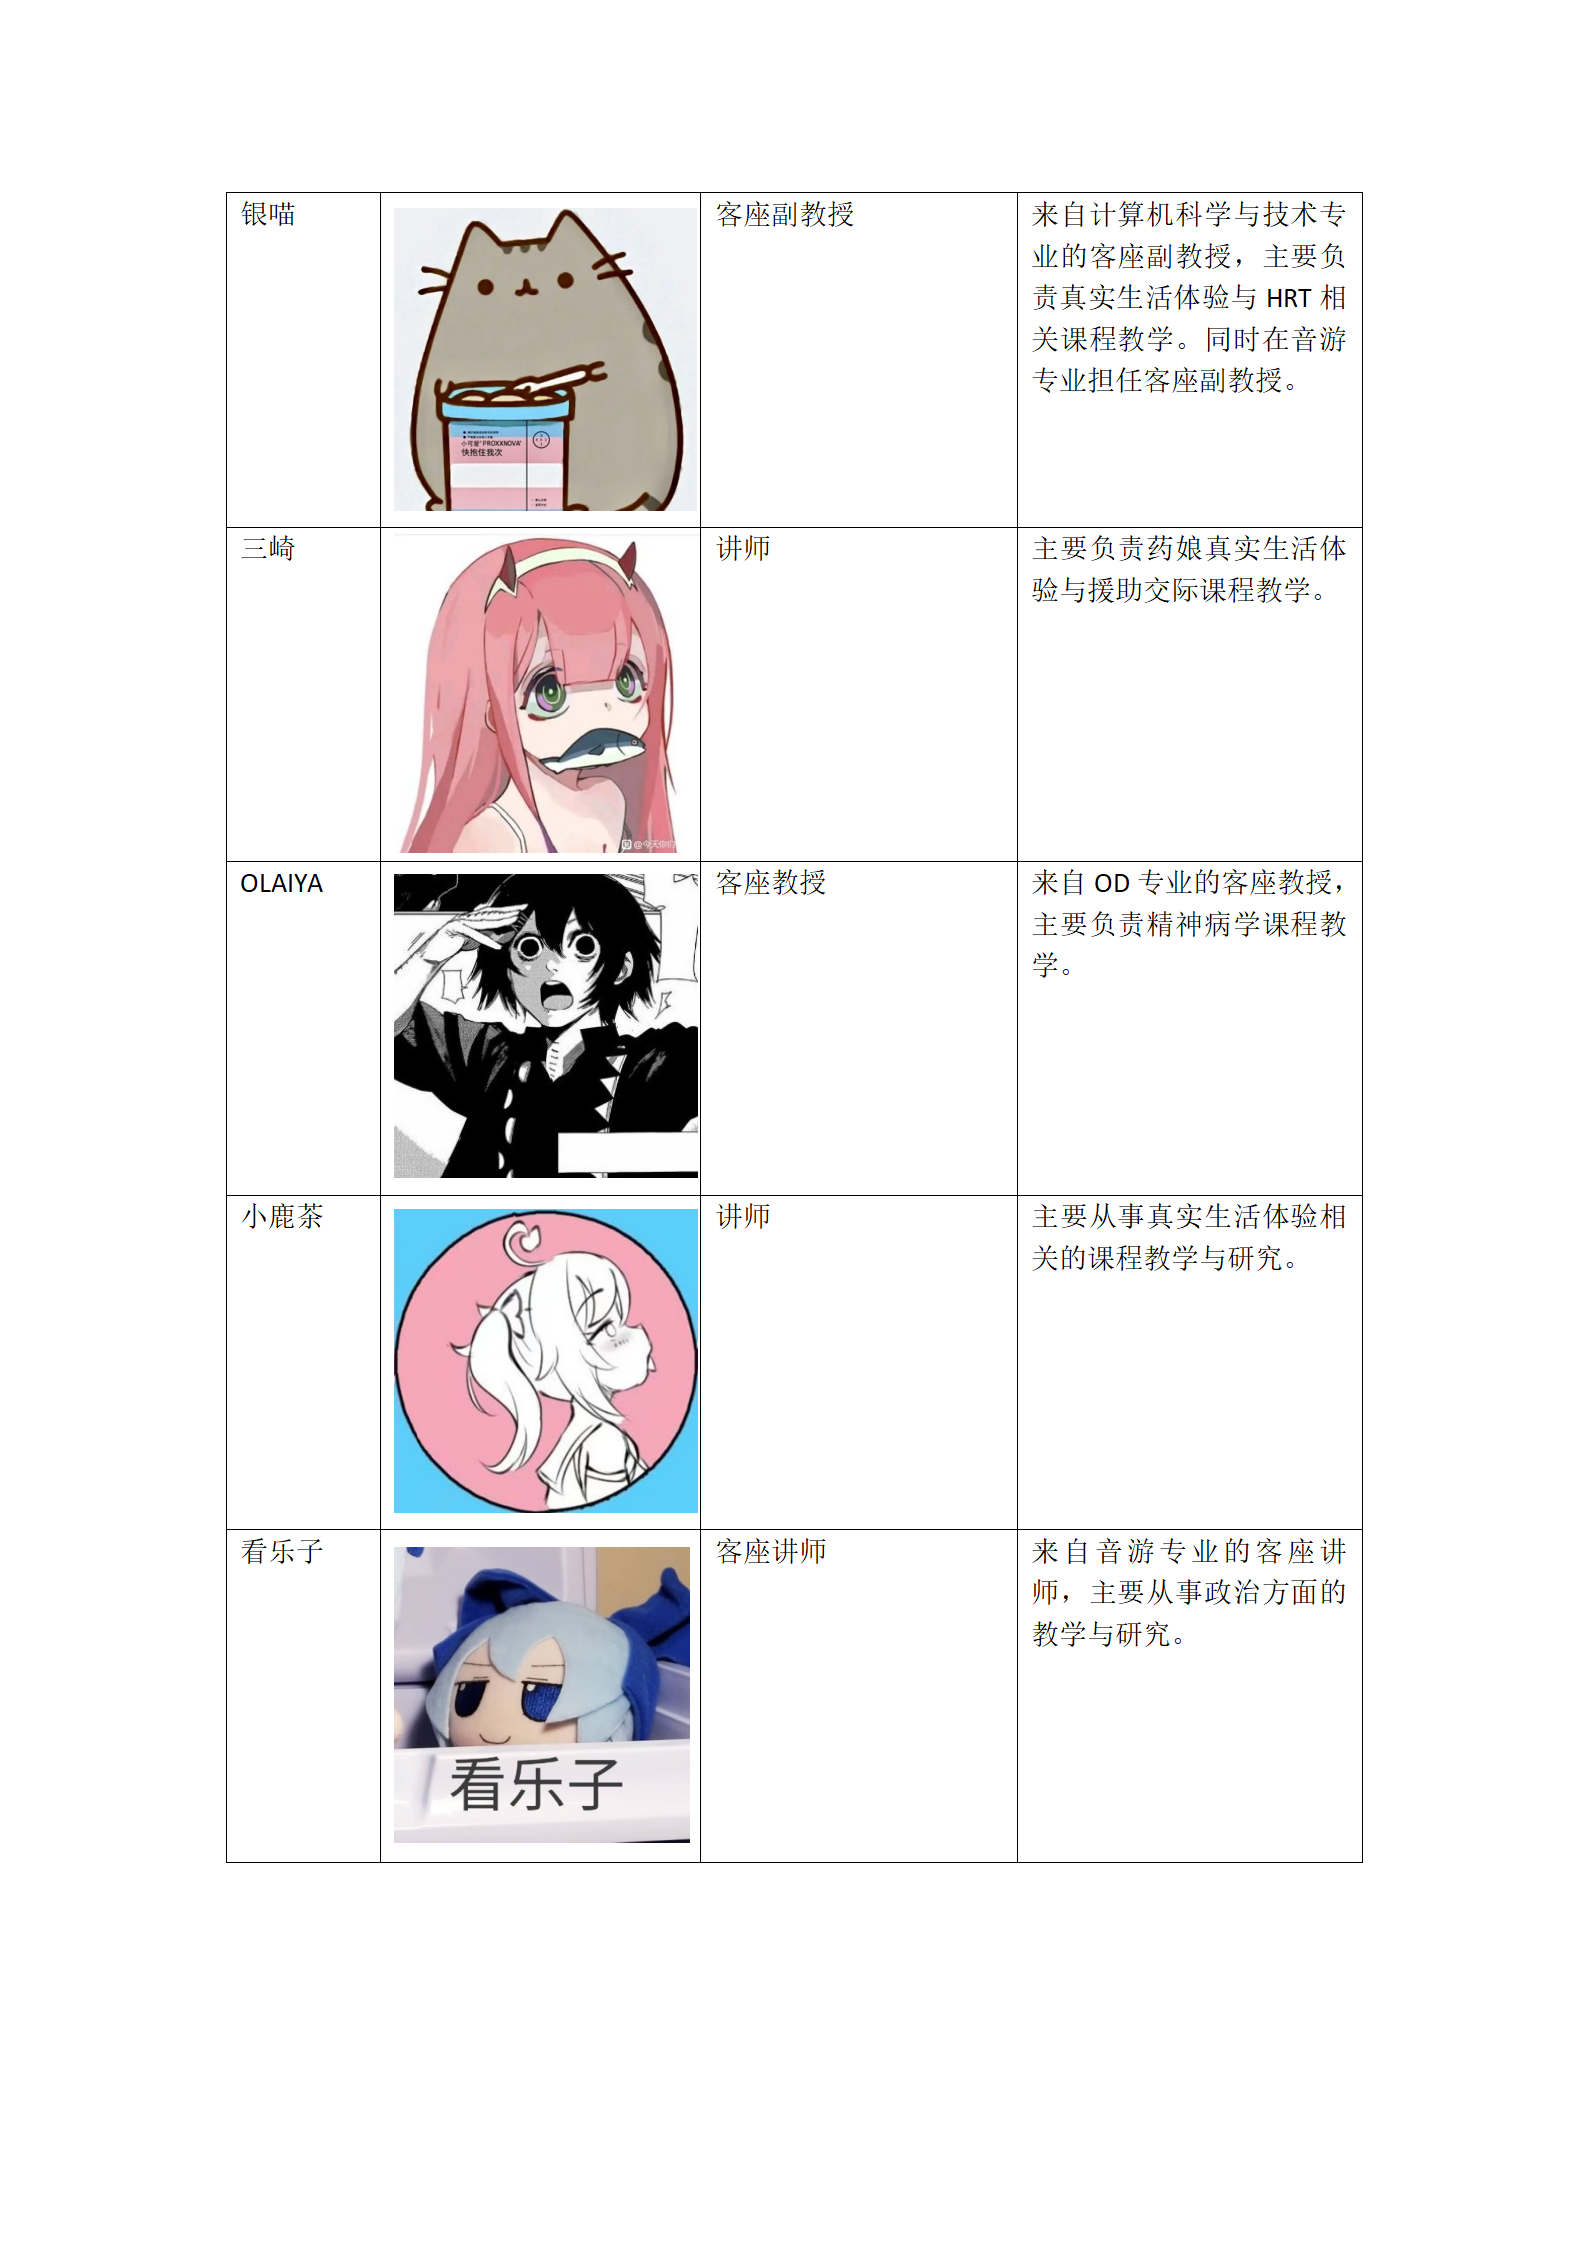 银喵
小可爱' PROXXNOVA'
快抱住我次
客座副教授
来自计算机科学与技术专
业的客座副教授，主要负
责真实生活体验与 HRT 相
关课程教学。同时在音游
专业担任客座副教授。
三崎
@今天你们
讲师
主要负责药娘真实生活体
验与援助交际课程教学。
OLAIYA
客座教授
来自 OD 专业的客座教授，
主要负责精神病学课程教
学。
小鹿茶
讲师
主要从事真实生活体验相
关的课程教学与研究。
看乐子
看乐子
客座讲师
来自音游专业的客座讲
师，主要从事政治方面的
教学与研究。